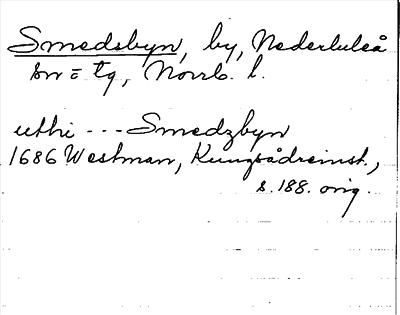 Smedsbyn, by, Nederluleå
sn = tg, Norrb. l.
uthi --- Smedzbyn
1686 Westman, Kungsådreinst.,
s. 188. orig.